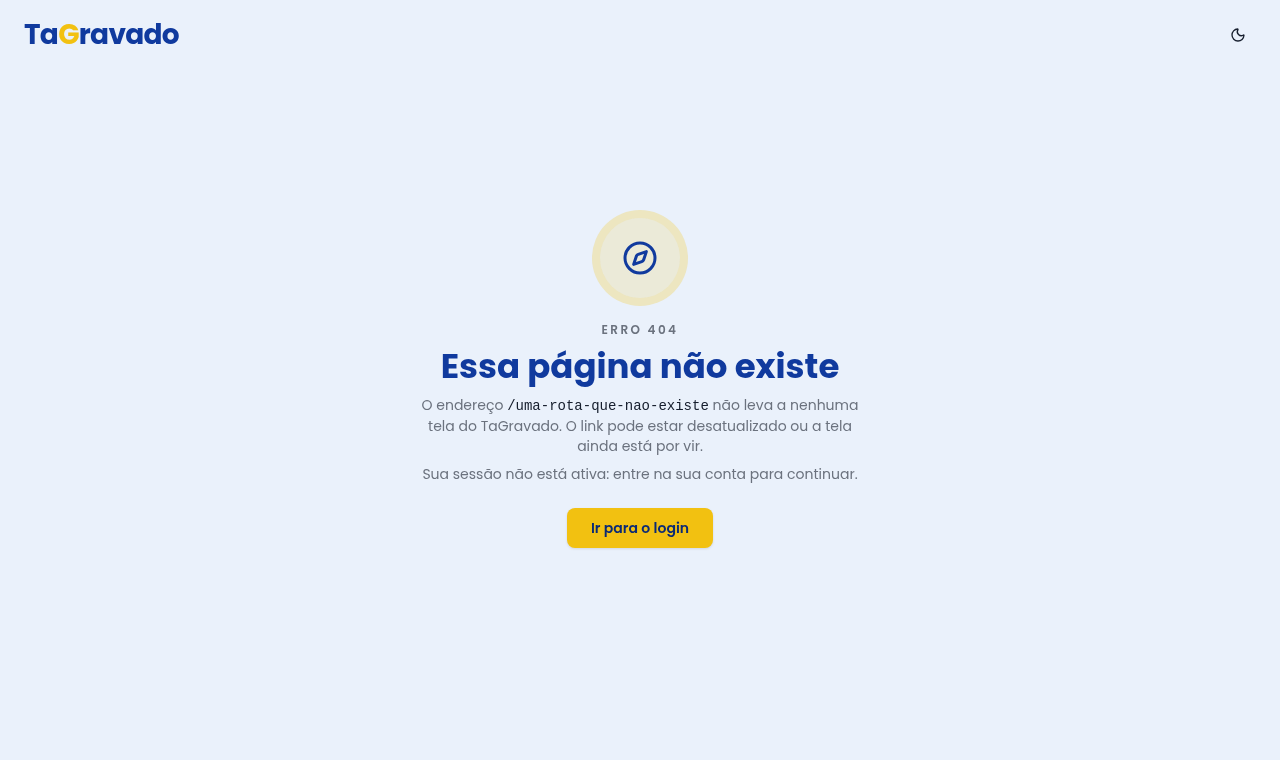 TaGravado
ERRO 404
Essa página não existe
O endereço /uma-rota-que-nao-existe não leva a nenhuma
tela do TaGravado. O link pode estar desatualizado ou a tela
ainda está por vir.
Sua sessão não está ativa: entre na sua conta para continuar.
Ir para o login